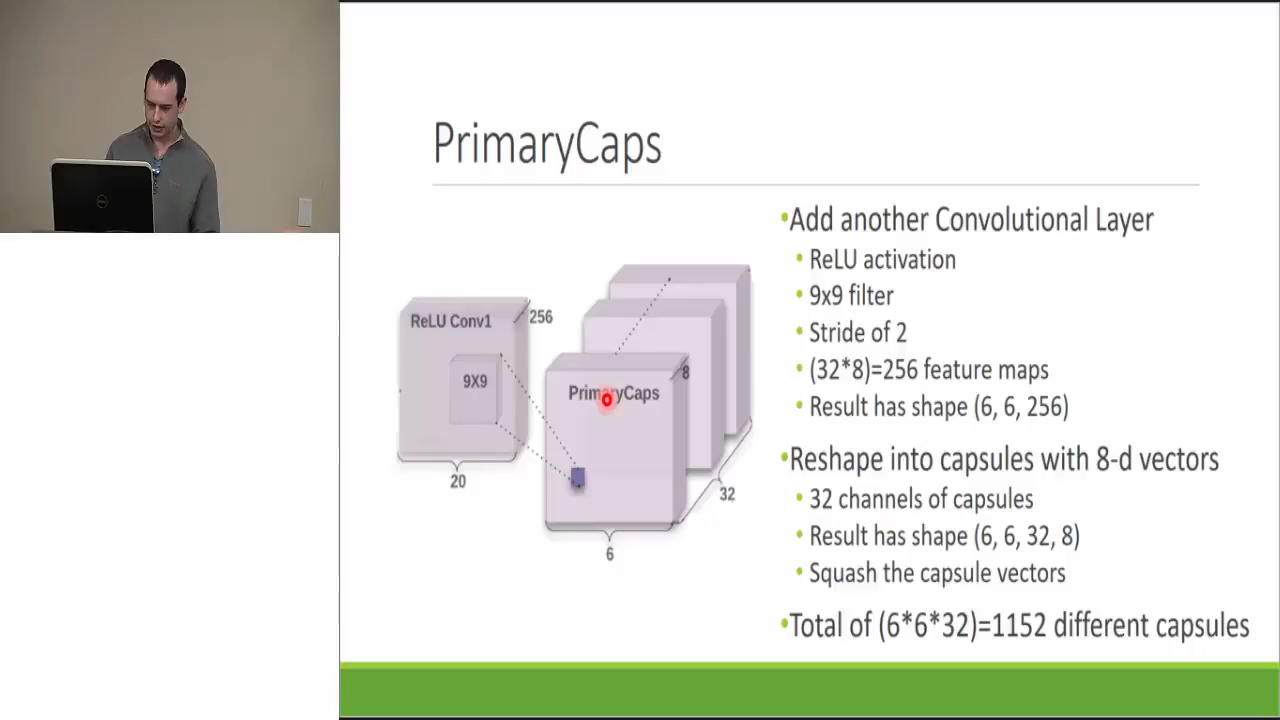 PrimaryCaps
•Add another Convolutional Layer
• ReLU activation
• 9x9 filter
• Stride of 2
• (32*8)=256 feature maps
• Result has shape (6, 6, 256)
•Reshape into capsules with 8-d vectors
• 32 channels of capsules
• Result has shape (6, 6, 32, 8)
• Squash the capsule vectors
•Total of (6*6*32)=1152 different capsules
ReLU Conv1
256
9X9
20
PrimaryCaps
8
32
6
DELL